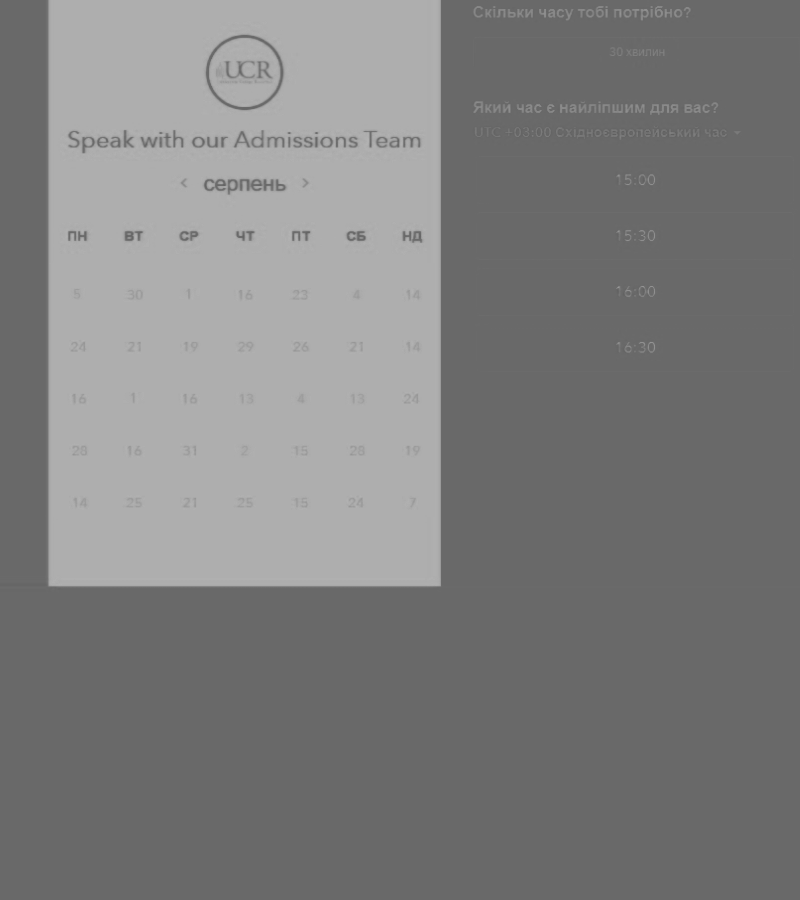 UCR
Speak with our Admissions Team
< серпень >
ПН ВТ СР ЧТ ПТ СБ НД
5 30 1 16 23 4 14
24 21 19 29 26 21 14
16 1 16 13 4 13 24
28 16 31 2 15 28 19
14 25 21 25 15 24 7
Скільки часу тобі потрібно?
30 хвилин
Який час є найліпшим для вас?
UTC +03:00 Східноєвропейський час
15:00
15:30
16:00
16:30